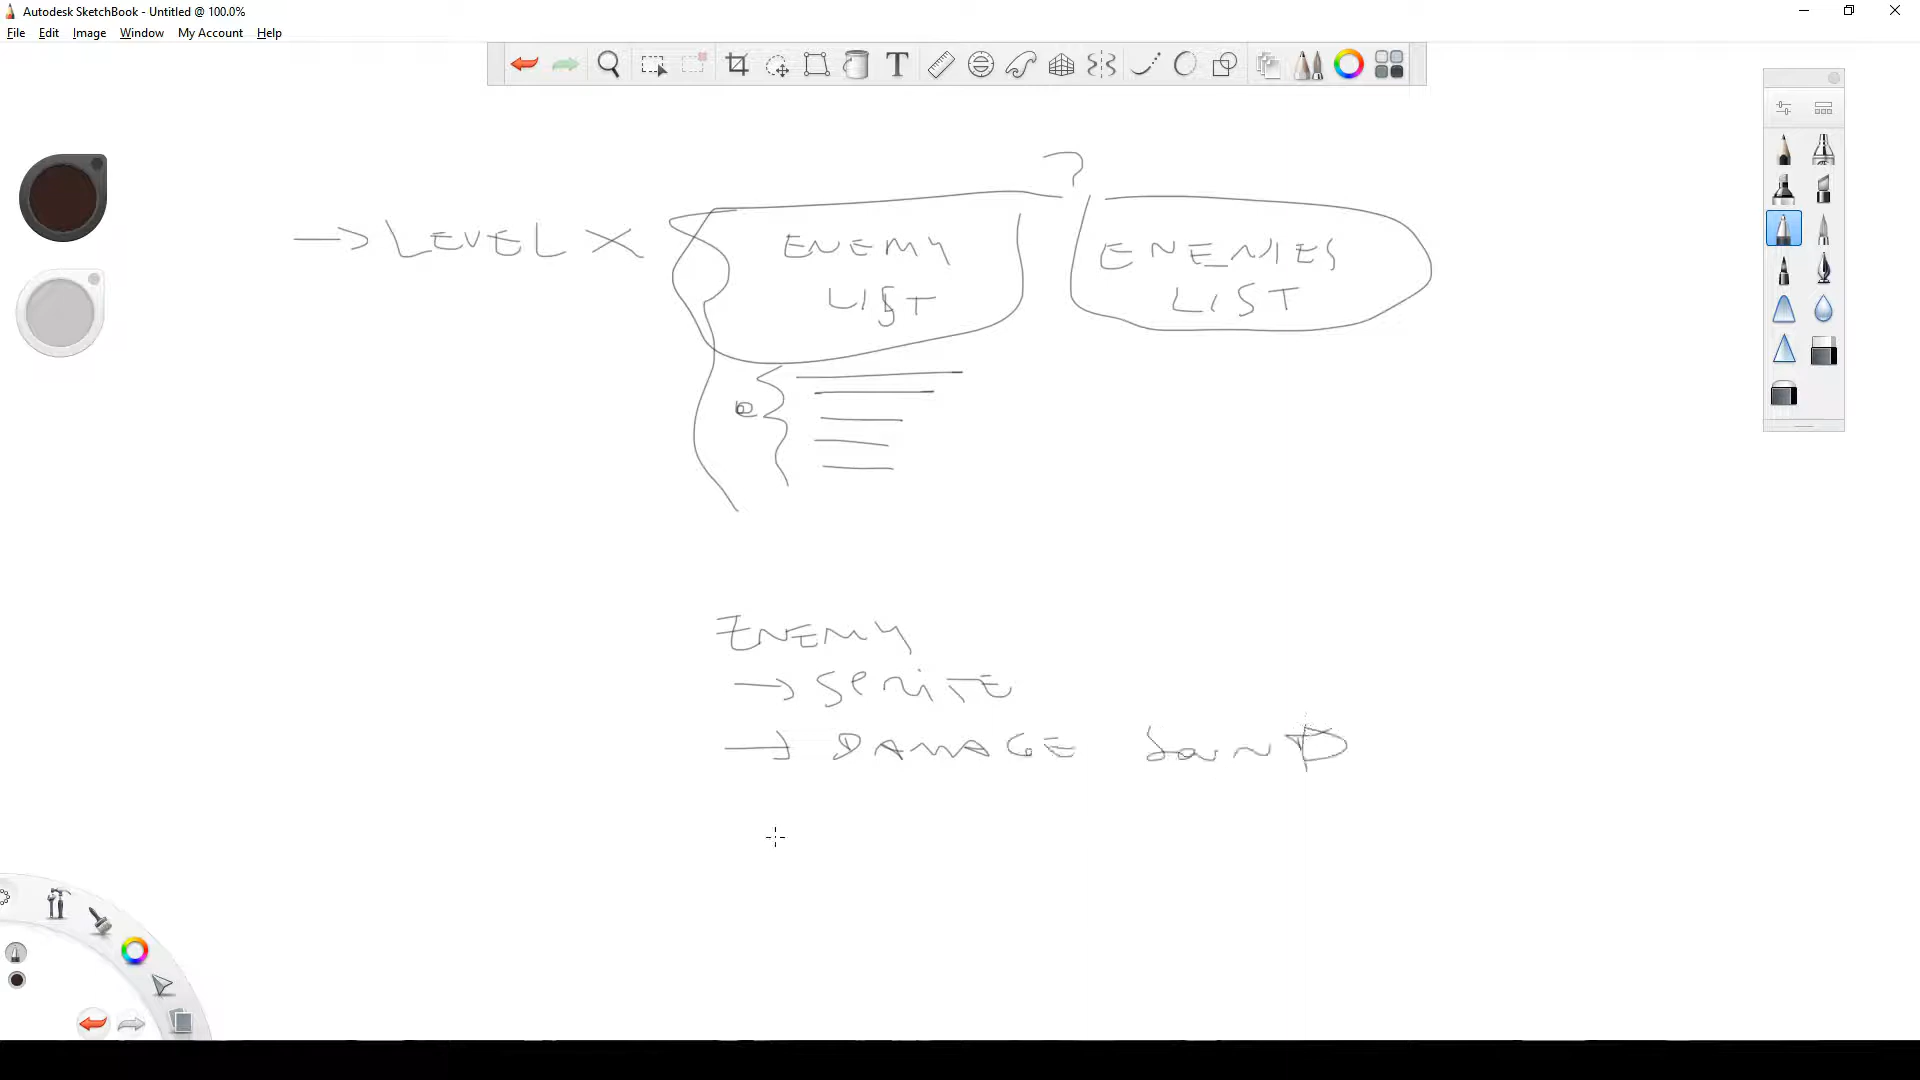 Autodesk SketchBook - Untitled @ 100.0%
File Edit Image Window My Account Help
T
?
→ LEVEL X
ENEMY
LIST
ENEMIES
LIST
ENEMY
→ SPRITE
→ DAMAGE SOUND